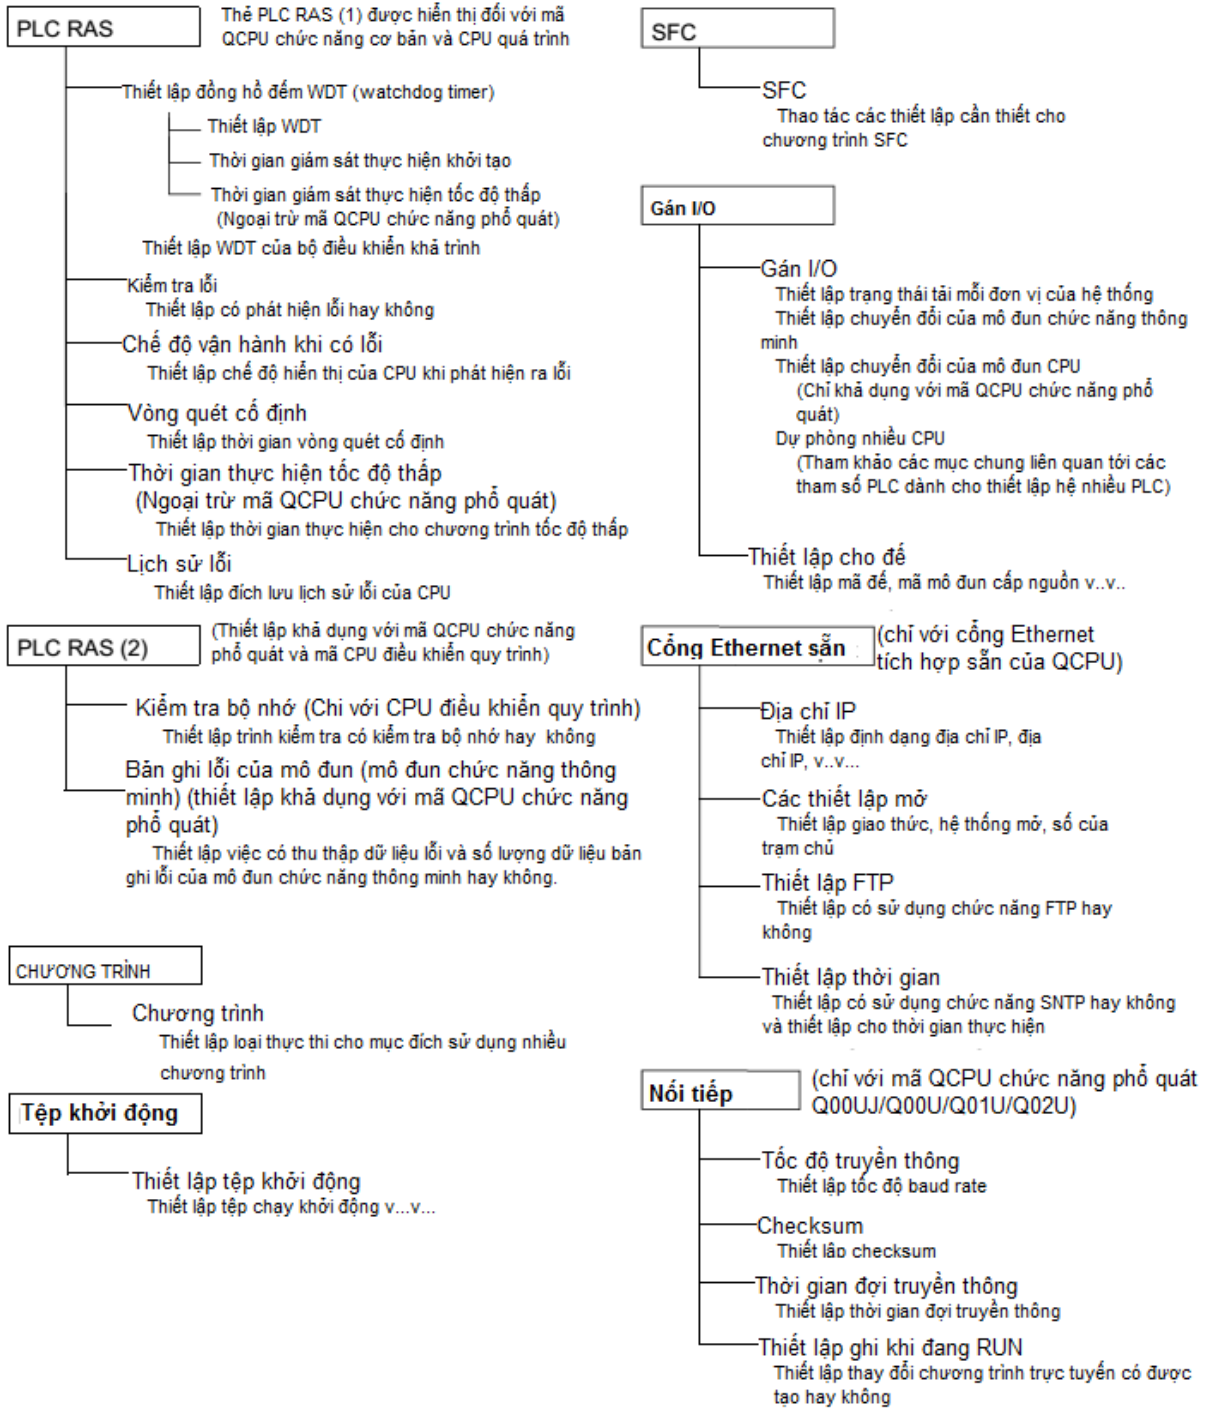 PLC RAS
Thẻ PLC RAS (1) được hiển thị đối với mã
QCPU chức năng cơ bản và CPU quá trình
Thiết lập đồng hồ đếm WDT (watchdog timer)
Thiết lập WDT
Thời gian giám sát thực hiện khởi tạo
Thời gian giám sát thực hiện tốc độ thấp
(Ngoại trừ mã QCPU chức năng phổ quát)
Thiết lập WDT của bộ điều khiển khả trình
Kiểm tra lỗi
Thiết lập có phát hiện lỗi hay không
Chế độ vận hành khi có lỗi
Thiết lập chế độ hiển thị của CPU khi phát hiện ra lỗi
Vòng quét cố định
Thiết lập thời gian vòng quét cố định
Thời gian thực hiện tốc độ thấp
(Ngoại trừ mã QCPU chức năng phổ quát)
Thiết lập thời gian thực hiện cho chương trình tốc độ thấp
Lịch sử lỗi
Thiết lập đích lưu lịch sử lỗi của CPU
PLC RAS (2)
(Thiết lập khả dụng với mã QCPU chức năng
phổ quát và mã CPU điều khiển quy trình)
Kiểm tra bộ nhớ (Chi với CPU điều khiển quy trình)
Thiết lập trình kiểm tra có kiểm tra bộ nhớ hay không
Bản ghi lỗi của mô đun (mô đun chức năng thông
minh) (thiết lập khả dụng với mã QCPU chức năng
phổ quát)
Thiết lập việc có thu thập dữ liệu lỗi và số lượng dữ liệu bản
ghi lỗi của mô đun chức năng thông minh hay không.
CHƯƠNG TRÌNH
Chương trình
Thiết lập loại thực thi cho mục đích sử dụng nhiều
chương trình
Tệp khởi động
Thiết lập tệp khởi động
Thiết lập tệp chạy khởi động v...v...
SFC
SFC
Thao tác các thiết lập cần thiết cho
chương trình SFC
Gán I/O
Gán I/O
Thiết lập trạng thái tải mỗi đơn vị của hệ thống
Thiết lập chuyển đổi của mô đun chức năng thông
minh
Thiết lập chuyển đổi của mô đun CPU
(Chỉ khả dụng với mã QCPU chức năng phổ
quát)
Dự phòng nhiều CPU
(Tham khảo các mục chung liên quan tới các
tham số PLC dành cho thiết lập hệ nhiều PLC)
Thiết lập cho đế
Thiết lập mã đế, mã mô đun cấp nguồn v..v..
Cổng Ethernet sẵn
(chỉ với cổng Ethernet
tích hợp sẵn của QCPU)
Địa chỉ IP
Thiết lập định dạng địa chỉ IP, địa
chỉ IP, v..v...
Các thiết lập mở
Thiết lập giao thức, hệ thống mở, số của
trạm chủ
Thiết lập FTP
Thiết lập có sử dụng chức năng FTP hay
không
Thiết lập thời gian
Thiết lập có sử dụng chức năng SNTP hay không
và thiết lập cho thời gian thực hiện
Nối tiếp
(chỉ với mã QCPU chức năng phổ quát
Q00UJ/Q00U/Q01U/Q02U)
Tốc độ truyền thông
Thiết lập tốc độ baud rate
Checksum
Thiết lập checksum
Thời gian đợi truyền thông
Thiết lập thời gian đợi truyền thông
Thiết lập ghi khi đang RUN
Thiết lập thay đổi chương trình trực tuyến có được
tạo hay không